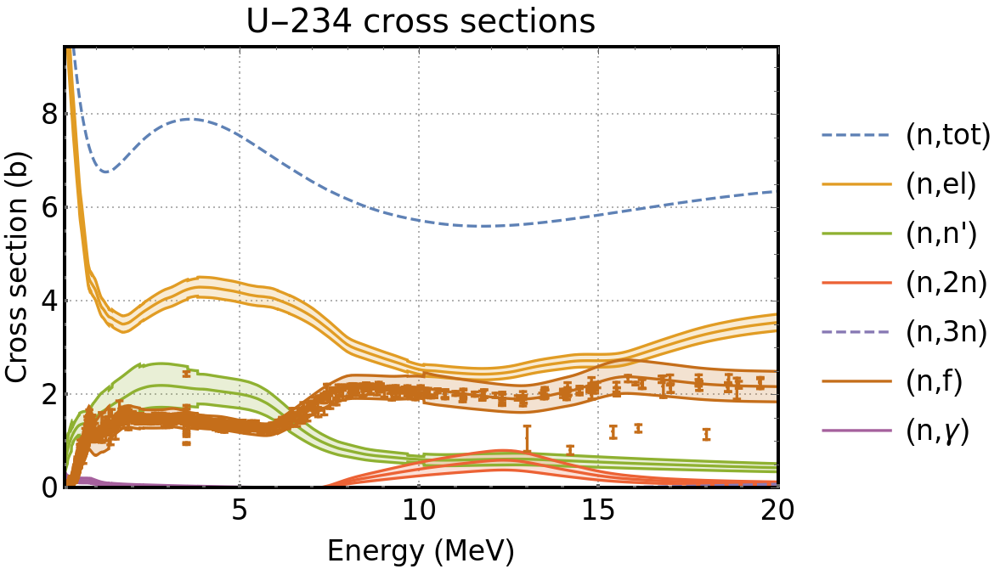 U–234 cross sections
Cross section (b)
8
6
4
2
0
5
10
15
20
Energy (MeV)
(n,tot)
(n,el)
(n,n')
(n,2n)
(n,3n)
(n,f)
(n,γ)